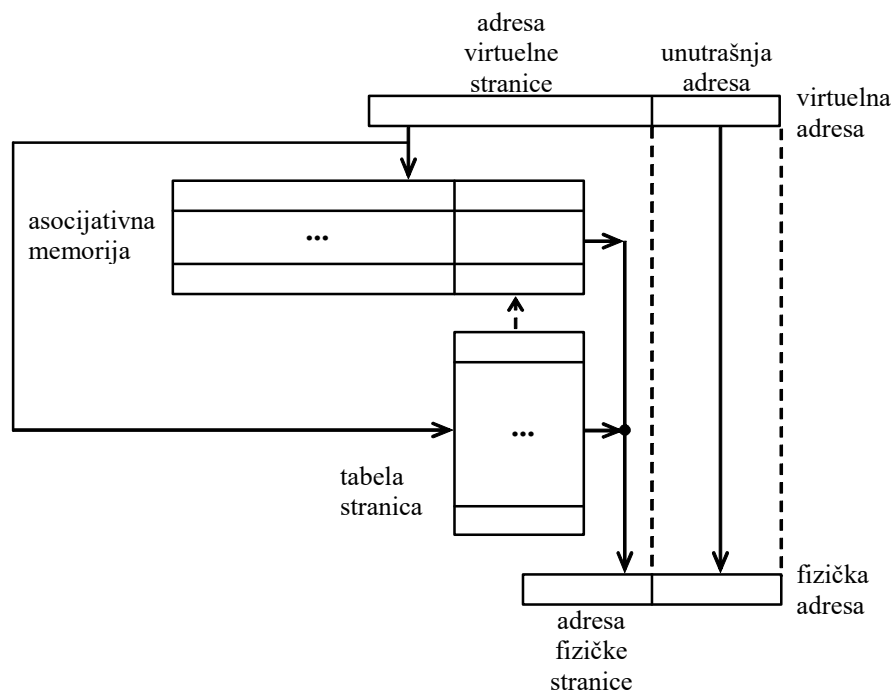 adresa
virtuelne
stranice
unutrašnja
adresa
virtuelna
adresa
asocijativna
memorija
...
...
tabela
stranica
fizička
adresa
adresa
fizičke
stranice